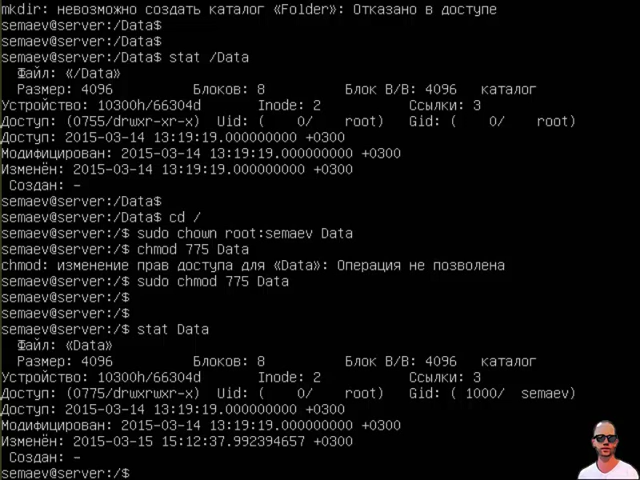 mkdir: невозможно создать каталог «Folder»: Отказано в доступе
semaev@server:/Data$
semaev@server:/Data$
semaev@server:/Data$ stat /Data
  Файл: «/Data»
  Размер: 4096          Блоков: 8          Блок В/В: 4096   каталог
Устройство: 10300h/66304d       Inode: 2           Ссылки: 3
Доступ: (0755/drwxr-xr-x)  Uid: (    0/    root)   Gid: (    0/    root)
Доступ: 2015-03-14 13:19:19.000000000 +0300
Модифицирован: 2015-03-14 13:19:19.000000000 +0300
Изменён: 2015-03-14 13:19:19.000000000 +0300
 Создан: -
semaev@server:/Data$
semaev@server:/Data$ cd /
semaev@server:/$ sudo chown root:semaev Data
semaev@server:/$ chmod 775 Data
chmod: изменение прав доступа для «Data»: Операция не позволена
semaev@server:/$ sudo chmod 775 Data
semaev@server:/$
semaev@server:/$
semaev@server:/$ stat Data
  Файл: «Data»
  Размер: 4096          Блоков: 8          Блок В/В: 4096   каталог
Устройство: 10300h/66304d       Inode: 2           Ссылки: 3
Доступ: (0775/drwxrwxr-x)  Uid: (    0/    root)   Gid: ( 1000/  semaev)
Доступ: 2015-03-14 13:19:19.000000000 +0300
Модифицирован: 2015-03-14 13:19:19.000000000 +0300
Изменён: 2015-03-15 15:12:37.992394657 +0300
 Создан: -
semaev@server:/$